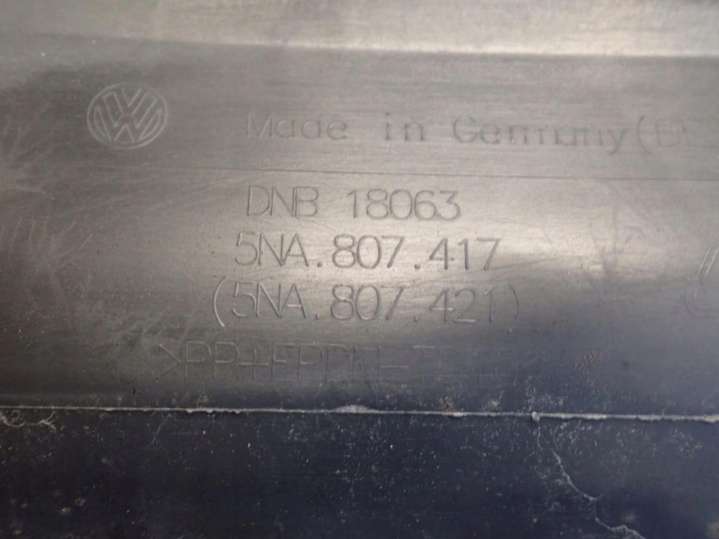 Made in Germany
DNB 18063
5NA.807.417
(5NA.807.421)